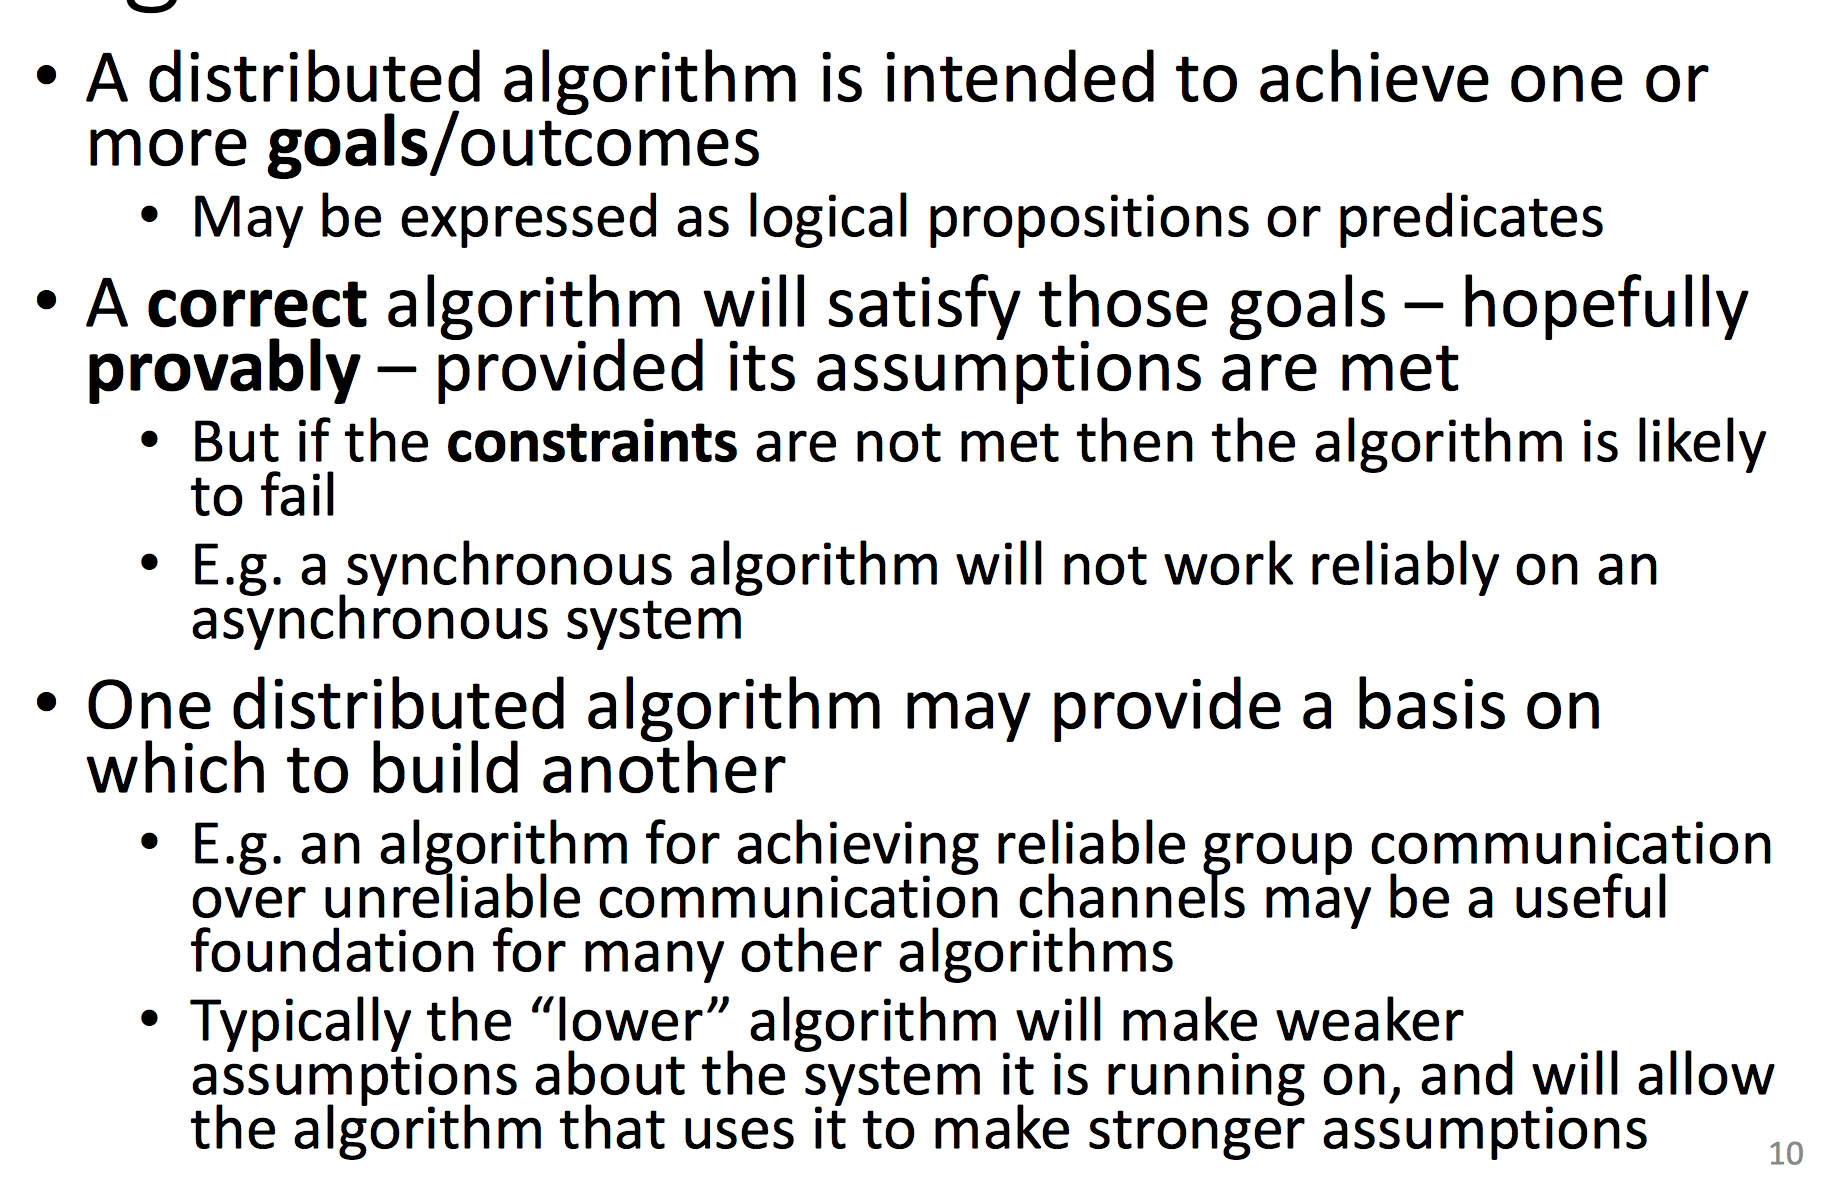 • A distributed algorithm is intended to achieve one or
more goals/outcomes
• May be expressed as logical propositions or predicates
• A correct algorithm will satisfy those goals – hopefully
provably – provided its assumptions are met
• But if the constraints are not met then the algorithm is likely
to fail
• E.g. a synchronous algorithm will not work reliably on an
asynchronous system
• One distributed algorithm may provide a basis on
which to build another
• E.g. an algorithm for achieving reliable group communication
over unreliable communication channels may be a useful
foundation for many other algorithms
• Typically the “lower” algorithm will make weaker
assumptions about the system it is running on, and will allow
the algorithm that uses it to make stronger assumptions
10